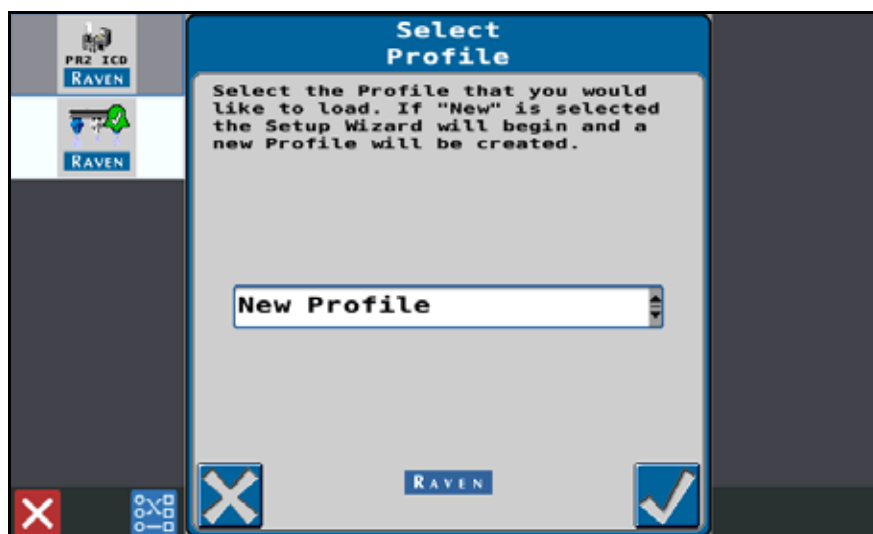 PR2 ICD
RAVEN
RAVEN
Select
Profile
Select the Profile that you would
like to load. If "New" is selected
the Setup Wizard will begin and a
new Profile will be created.
New Profile
RAVEN